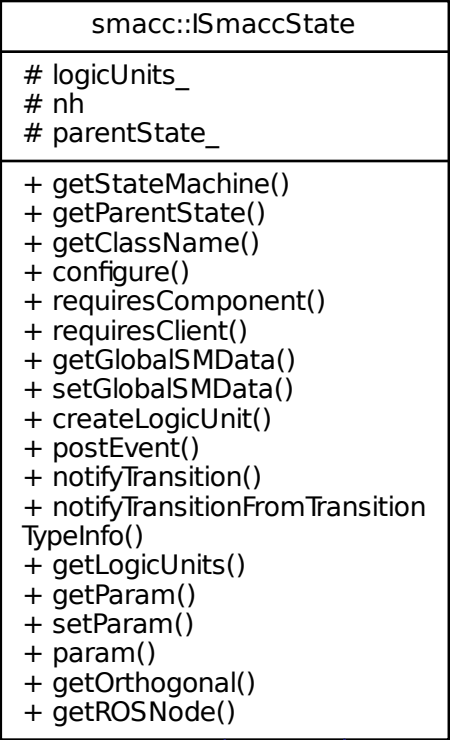 smacc::ISmaccState
# logicUnits_
# nh
# parentState_
+ getStateMachine()
+ getParentState()
+ getClassName()
+ configure()
+ requiresComponent()
+ requiresClient()
+ getGlobalSMData()
+ setGlobalSMData()
+ createLogicUnit()
+ postEvent()
+ notifyTransition()
+ notifyTransitionFromTransition
TypeInfo()
+ getLogicUnits()
+ getParam()
+ setParam()
+ param()
+ getOrthogonal()
+ getROSNode()